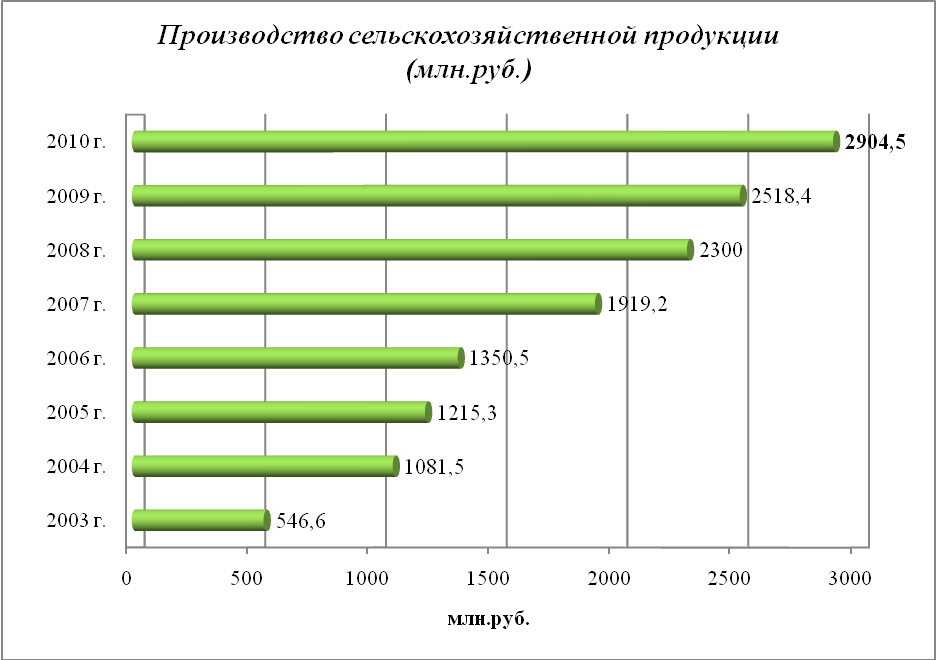 Производство сельскохозяйственной продукции
(млн.руб.)
2010 г.
2904,5
2009 г.
2518,4
2008 г.
2300
2007 г.
1919,2
2006 г.
1350,5
2005 г.
1215,3
2004 г.
1081,5
2003 г.
546,6
0 500 1000 1500 2000 2500 3000
млн.руб.